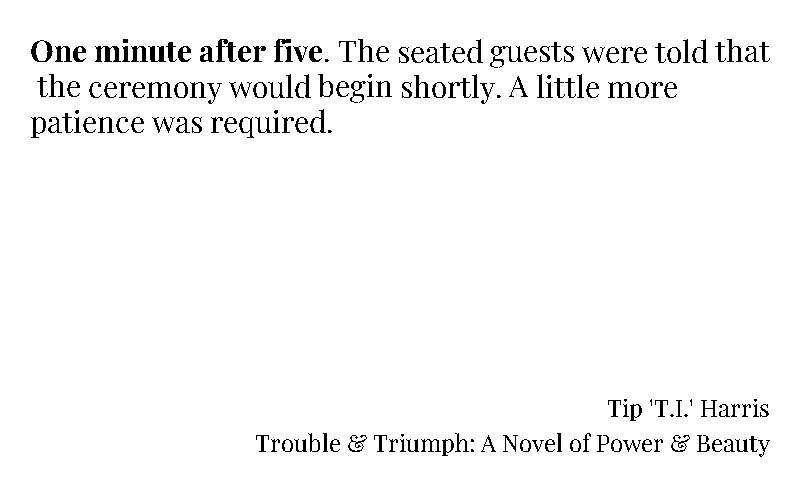 One minute after five. The seated guests were told that
the ceremony would begin shortly. A little more
patience was required.
Tip 'T.I.' Harris
Trouble & Triumph: A Novel of Power & Beauty